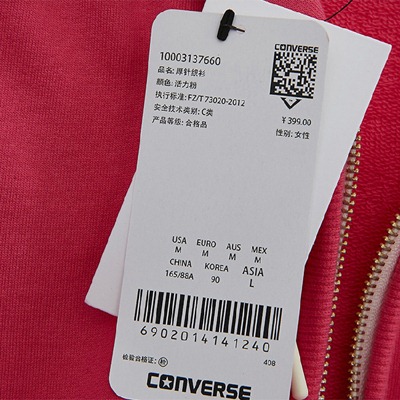 CONVERSE
10003137660
品名: 厚针织衫
颜色: 活力粉
执行标准: FZ/T 73020-2012
安全技术类别: C类
产品等级: 合格品
¥ 399.00
性别: 女性
USA EURO AUS MEX
M M M M
CHINA KOREA ASIA
165/88A 90 L
6902014141240
检验合格证:
408
CONVERSE